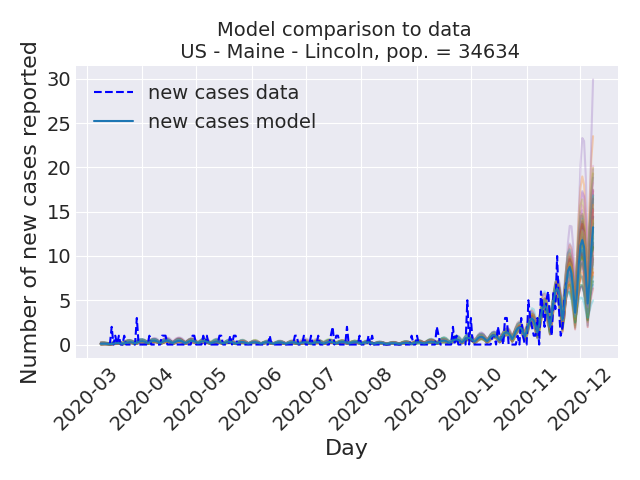 Model comparison to data
US - Maine - Lincoln, pop. = 34634
Number of new cases reported
30
25
20
15
10
5
0
new cases data
new cases model
2020-03
2020-04
2020-05
2020-06
2020-07
2020-08
2020-09
2020-10
2020-11
2020-12
Day